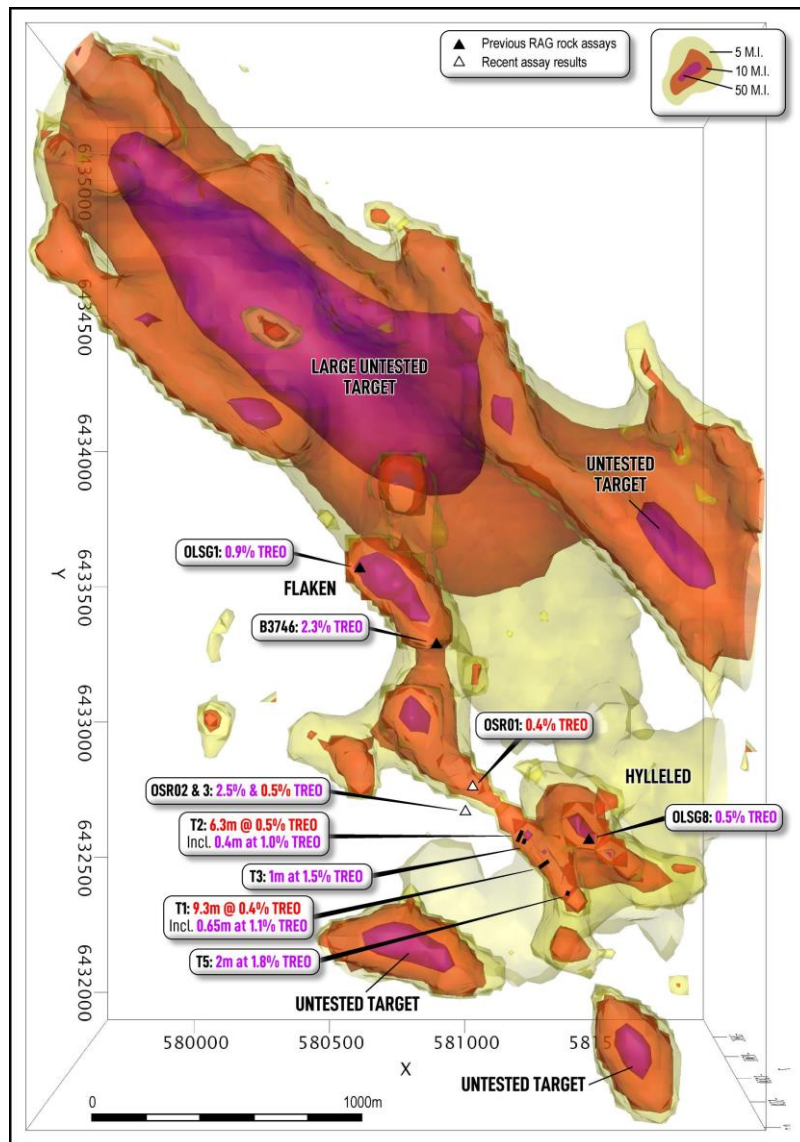 Previous RAG rock assays
Recent assay results
5 M.I.
10 M.I.
50 M.I.
6435000
6434500
LARGE UNTESTED
TARGET
6434000
UNTESTED
TARGET
OLSG1: 0.9% TREO
FLAKEN
6433500
Y
B3746: 2.3% TREO
6433000
OSR01: 0.4% TREO
HYLLELED
OSR02 & 3: 2.5% & 0.5% TREO
OLSG8: 0.5% TREO
T2: 6.3m @ 0.5% TREO
Incl. 0.4m at 1.0% TREO
6432500
T3: 1m at 1.5% TREO
T1: 9.3m @ 0.4% TREO
Incl. 0.65m at 1.1% TREO
T5: 2m at 1.8% TREO
6432000
UNTESTED TARGET
580000
580500
581000
X
UNTESTED TARGET
0
1000m